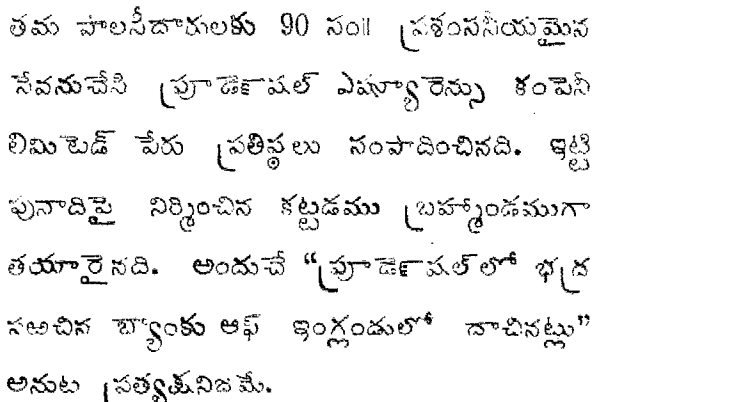 తమ పాలసీదారులకు 90 సం॥ ప్రశంసనీయమైన
సేవనుచేసి ప్రూడెన్‌షల్ ఎష్యూరెన్సు కంపెనీ
లిమిటెడ్ పేరు ప్రతిష్ఠలు సంపాదించినది. ఇట్టి
పునాదిపై నిర్మించిన కట్టడము బ్రహ్మాండముగా
తయారైనది. అందుచే “ప్రూడెన్‌షల్‌లో భద్ర
పఱచిన బ్యాంకు ఆఫ్ ఇంగ్లండులో దాచినట్లు”
అనుట ప్రత్యక్షనిజమే.